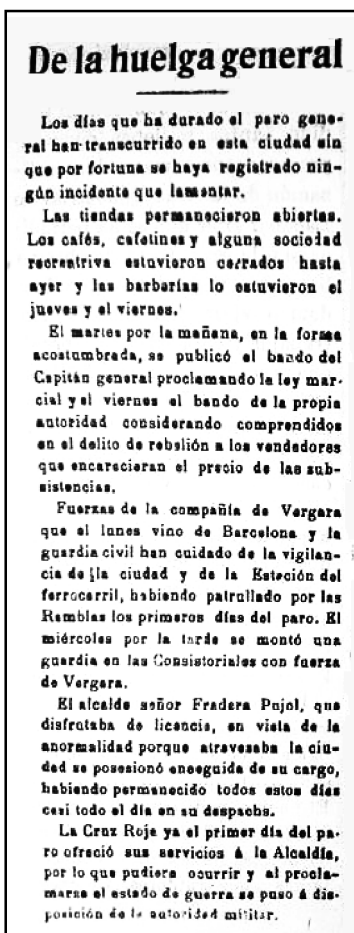 De la huelga general
Los días que ha durado el paro gene-
ral han transcurrido en esta ciudad sin
que por fortuna se haya registrado nin-
gún incidente que lamentar.
Las tiendas permanecieron abiertas.
Los cafés, cafetines y alguna sociedad
recreatriva estuvieron cerrados hasta
ayer y las barberías lo estuvieron el
jueves y el viernes.
El martes por la mañana, en la forma
acostumbrada, se publicó el bando del
Capitán general proclamando la ley mar-
cial y el viernes el bando de la propia
autoridad considerando comprendidos
en el delito de rebelión a los vendedores
que encarecieran el precio de las sub-
sistencias.
Fuerzas de la compañía de Vergara
que el lunes vino de Barcelona y la
guardia civil han cuidado de la vigilan-
cia de la ciudad y de la Estación del
ferrocarril, habiendo patrullado por las
Ramblas los primeros días del paro. El
miércoles por la tarde se montó una
guardia en las Consistoriales con fuerza
de Vergara.
El alcalde señor Fradera Pujol, que
disfrutaba de licencia, en vista de la
anormalidad porque atravesaba la ciu-
dad se posesionó enseguida de su cargo,
habiendo permanecido todos estos días
casi todo el día en su despacho.
La Cruz Roja ya el primer día del pa-
ro ofreció sus servicios á la Alcaldía,
por lo que pudiera ocurrir y al procla-
marse el estado de guerra se puso á dis-
posición de la autoridad militar.